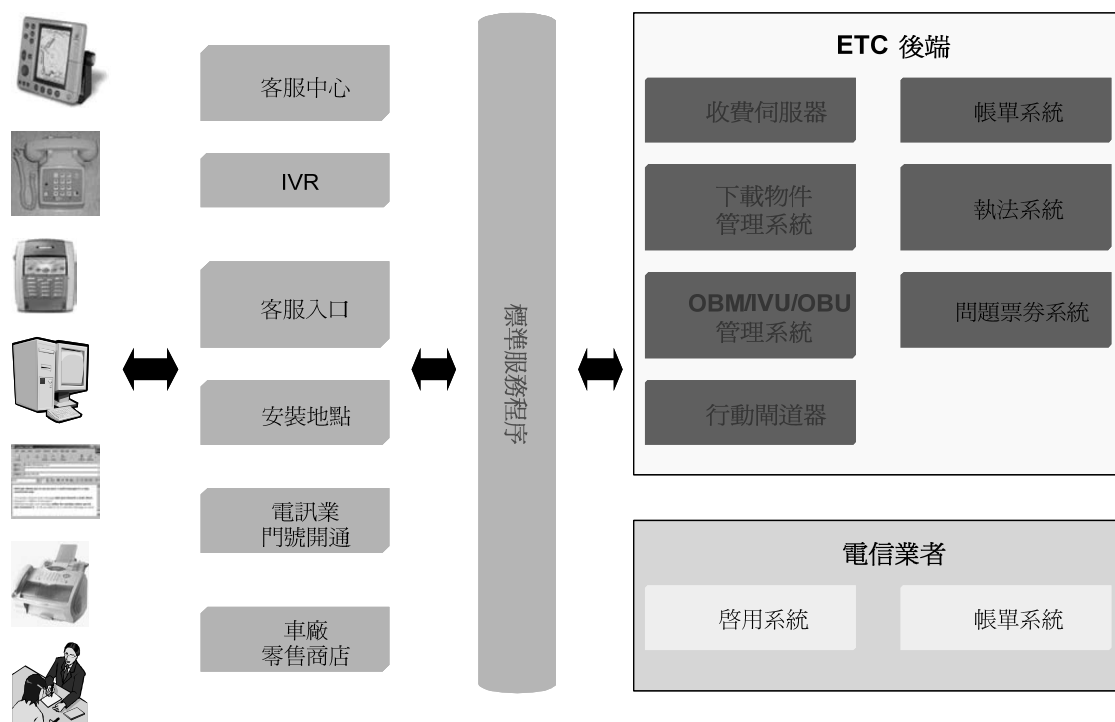 客服中心
IVR
客服入口
安裝地點
電訊業
門號開通
車廠
零售商店
標準服務程序
ETC 後端
收費伺服器
帳單系統
下載物件
管理系統
執法系統
OBM/IVU/OBU
管理系統
問題票券系統
行動閘道器
電信業者
啓用系統
帳單系統